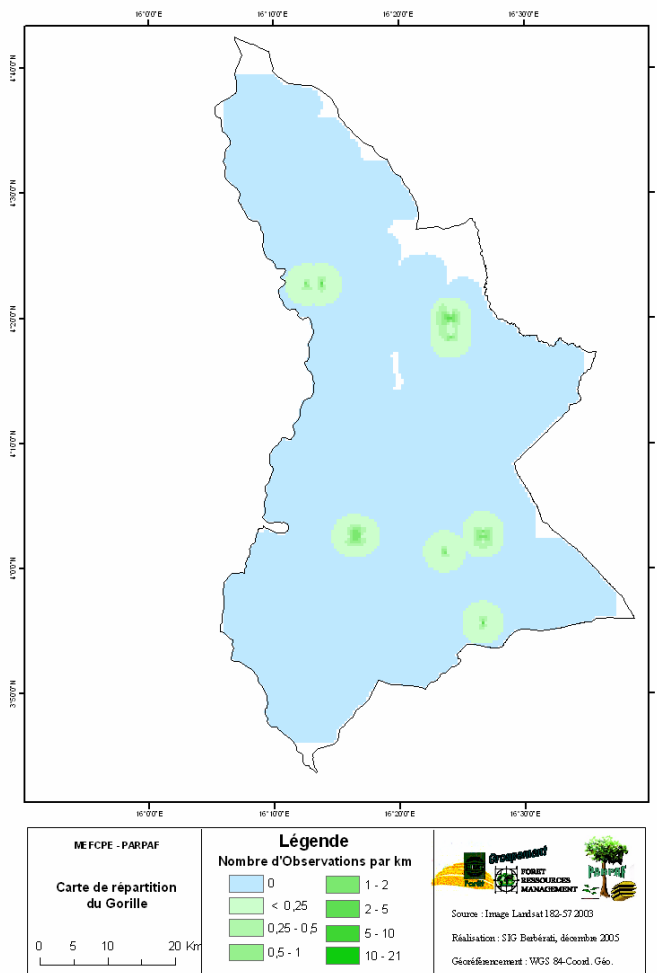 16°0'0"E 16°10'0"E 16°20'0"E 16°30'0"E
4°40'0"N
4°30'0"N
4°20'0"N
4°10'0"N
4°0'0"N
3°50'0"N
16°0'0"E 16°10'0"E 16°20'0"E 16°30'0"E
MEFCPE - PARPAF
Carte de répartition
du Gorille
0 5 10 20 Km
Légende
Nombre d'Observations par km
0
< 0,25
0,25 - 0,5
0,5 - 1
1 - 2
2 - 5
5 - 10
10 - 21
Groupement
Forêt
FORET
RESSOURCES
MANAGEMENT
PARPAF
Source : Image Landsat 182-57 2003
Réalisation : SIG Berbérati, décembre 2005
Géoréférencement : WGS 84-Coord. Géo.